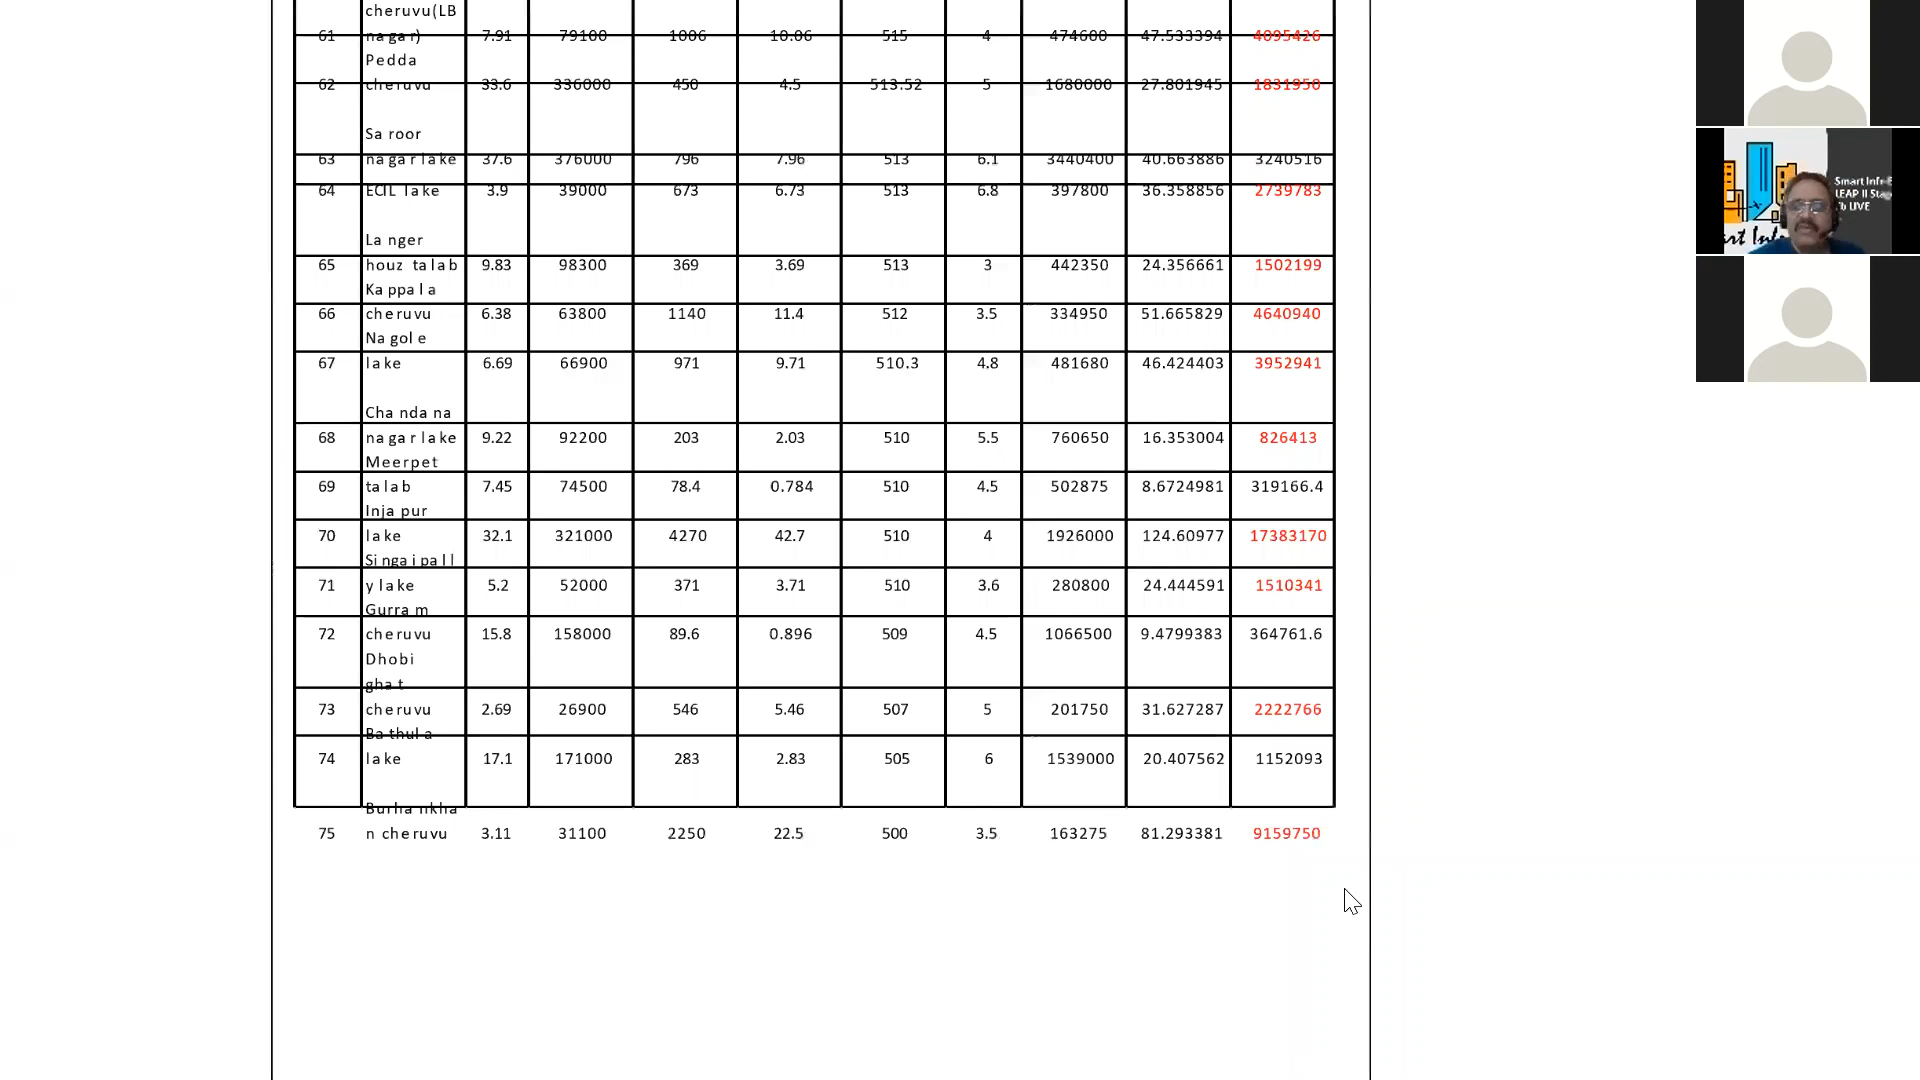 cheruvu(LB
61 nagar) 7.91 79100 1006 10.06 515 4 474600 47.533394 4095426
Pedda
62 cheruvu 33.6 336000 450 4.5 513.52 5 1680000 27.801945 1831950
Saroor
63 nagar lake 37.6 376000 796 7.96 513 6.1 3440400 40.663886 3240516
64 ECIL lake 3.9 39000 673 6.73 513 6.8 397800 36.358856 2739783
Langer
65 houz talab 9.83 98300 369 3.69 513 3 442350 24.356661 1502199
Kappala
66 cheruvu 6.38 63800 1140 11.4 512 3.5 334950 51.665829 4640940
Nagole
67 lake 6.69 66900 971 9.71 510.3 4.8 481680 46.424403 3952941
Chandana
68 nagar lake 9.22 92200 203 2.03 510 5.5 760650 16.353004 826413
Meerpet
69 talab 7.45 74500 78.4 0.784 510 4.5 502875 8.6724981 319166.4
Injapur
70 lake 32.1 321000 4270 42.7 510 4 1926000 124.60977 17383170
Singaipall
71 y lake 5.2 52000 371 3.71 510 3.6 280800 24.444591 1510341
Gurram
72 cheruvu 15.8 158000 89.6 0.896 509 4.5 1066500 9.4799383 364761.6
Dhobi
ghat
73 cheruvu 2.69 26900 546 5.46 507 5 201750 31.627287 2222766
Bathula
74 lake 17.1 171000 283 2.83 505 6 1539000 20.407562 1152093
Burhankha
75 n cheruvu 3.11 31100 2250 22.5 500 3.5 163275 81.293381 9159750
LEAP II
LIVE